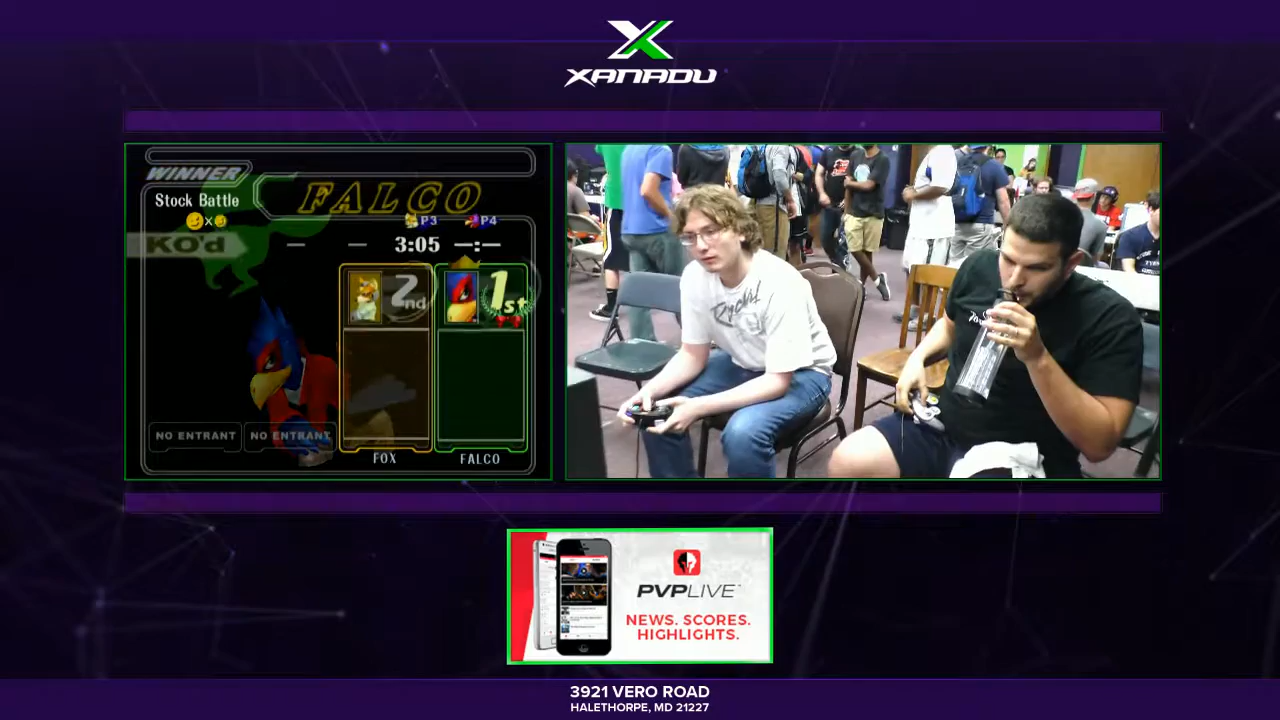 XANADU
WINNER
FALCO
Stock Battle
X
P3
P4
KO'd
3:05
2nd
1st
NO ENTRANT
NO ENTRANT
FOX
FALCO
PVPLIVE
NEWS. SCORES.
HIGHLIGHTS.
3921 VERO ROAD
HALETHORPE, MD 21227